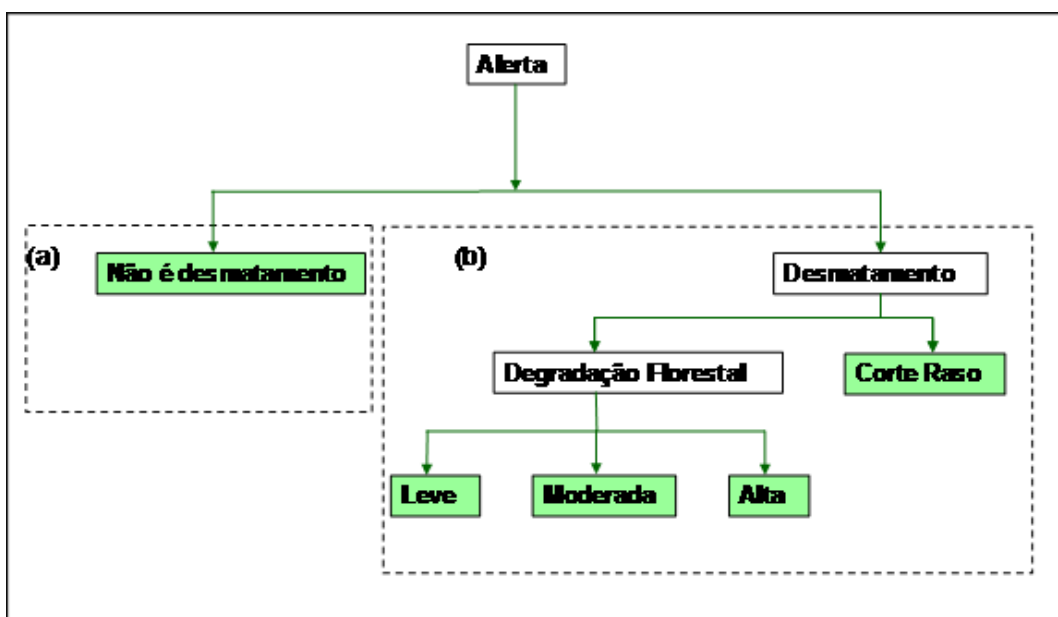 Alerta
(a)
Não é desmatamento
(b)
Desmatamento
Degradação Florestal
Corte Raso
Leve
Moderada
Alta